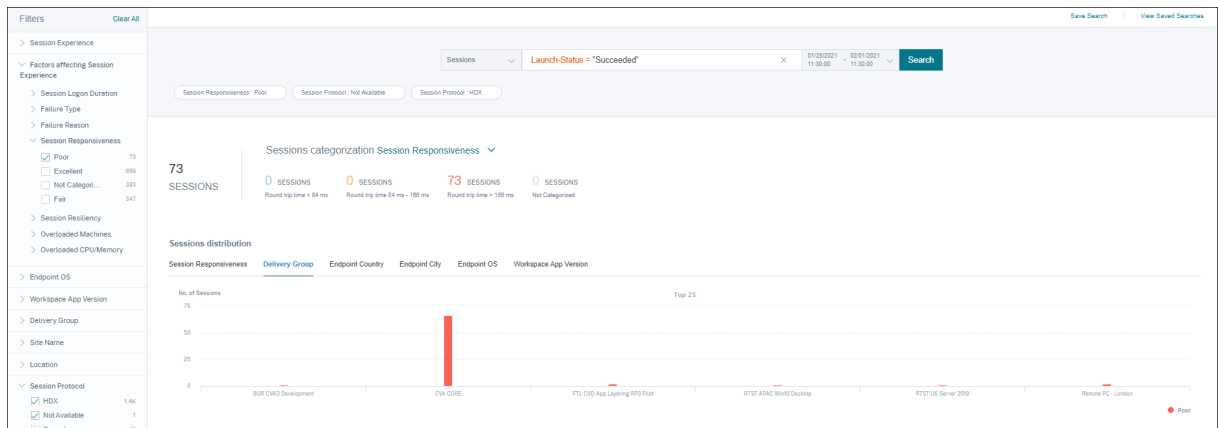 Filters Clear All
Save Search View Saved Searches
> Session Experience
Factors affecting Session
Experience
> Session Logon Duration
> Failure Type
> Failure Reason
Session Responsiveness
Poor 73
Excellent 659
Not Categori... 383
Fair 347
> Session Resiliency
> Overloaded Machines
> Overloaded CPU/Memory
> Endpoint OS
> Workspace App Version
> Delivery Group
> Site Name
> Location
Session Protocol
HDX 1.4K
Not Available 1
Sessions Launch-Status = "Succeeded" × 01/25/2021 11:30:00 ~ 02/01/2021 11:30:00 Search
Session Responsiveness : Poor Session Protocol : Not Available Session Protocol : HDX
73
SESSIONS
Sessions categorization Session Responsiveness
0 SESSIONS 0 SESSIONS 73 SESSIONS 0 SESSIONS
Round trip time < 84 ms Round trip time 84 ms - 166 ms Round trip time > 166 ms Not Categorized
Sessions distribution
Session Responsiveness Delivery Group Endpoint Country Endpoint City Endpoint OS Workspace App Version
No. of Sessions Top 25
75
50
25
0
EUR CVAD Development CVA CORE FTL CVD App Layering RP3 Pilot RTST APAC Win10 Desktop RTST US Server 2019 Remote PC - London
Poor